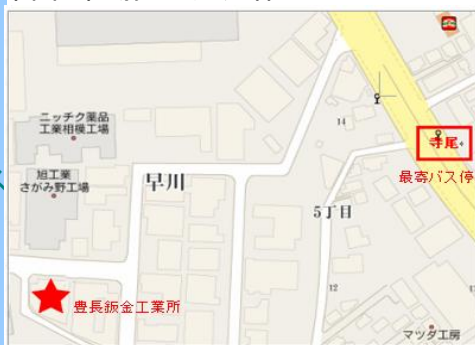 ニッチク薬品
工業相模工場
14
寺尾
最寄バス停
旭工業
さがみ野工場
早川
5丁目
12
豊長鈑金工業所
マツダ工房